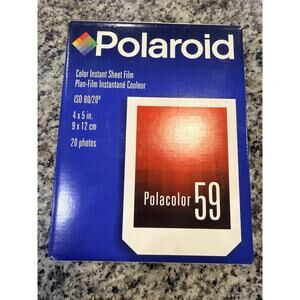 Polaroid
Color Instant Sheet Film
Plan-Film Instantané Couleur
ISO 80/20°
4 x 5 in.
9 x 12 cm
20 photos
Polacolor 59